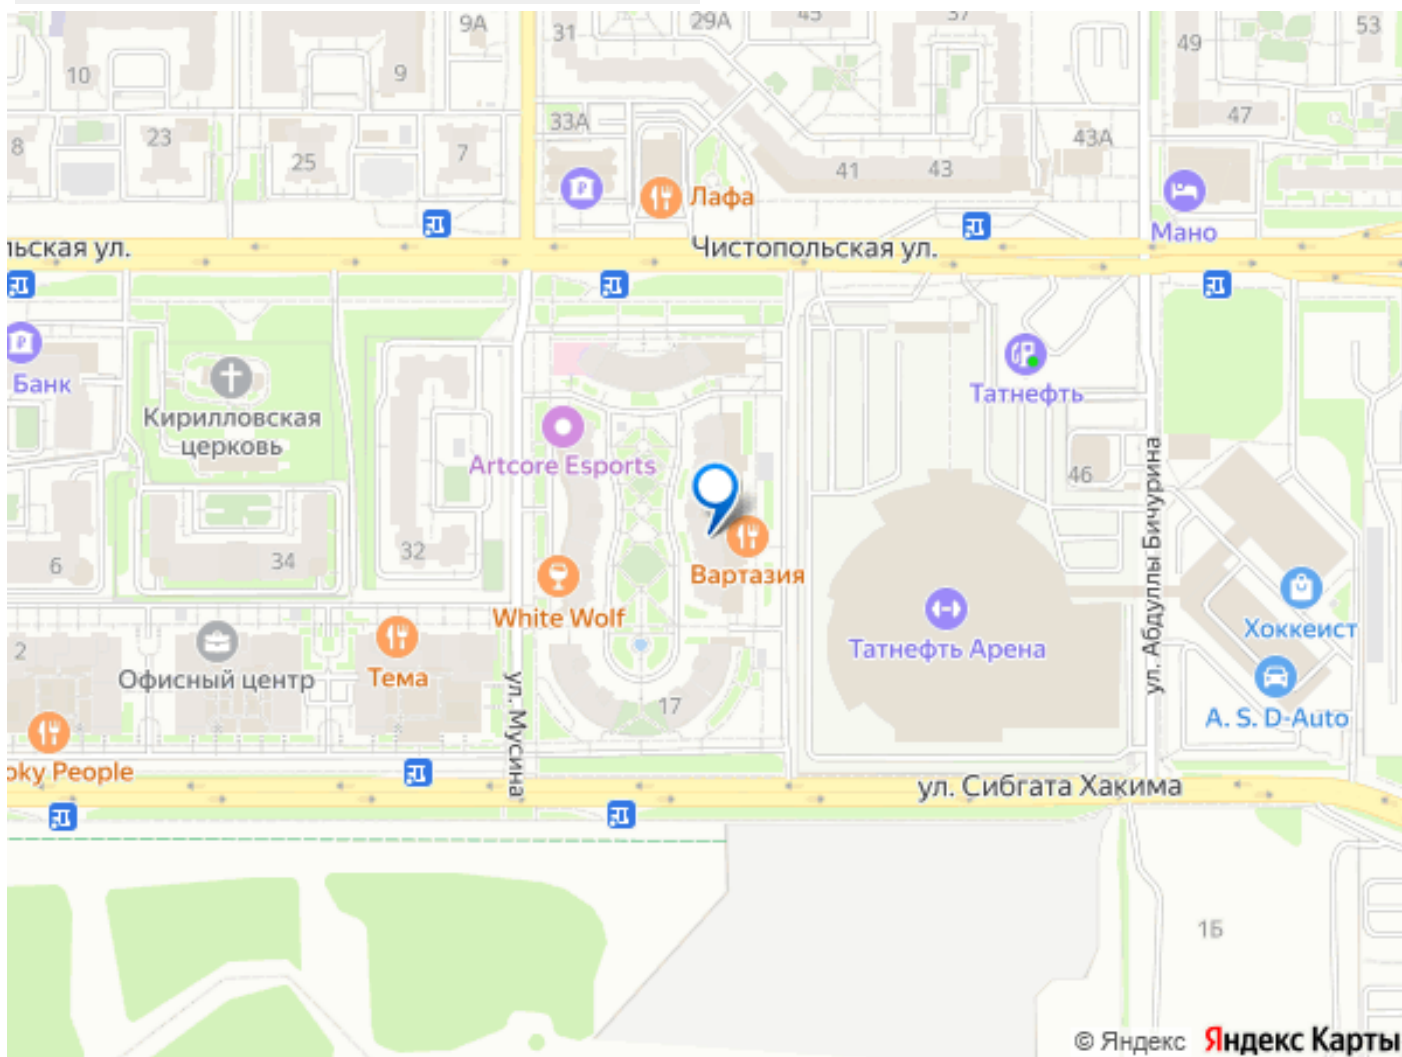 9А
29А
45
37
31
49
53
10
9
33А
47
8
23
25
7
41
43
43А
Лафа
Мано
льская ул.
Чистопольская ул.
Банк
Кирилловская
церковь
Татнефть
Artcore Esports
46
ул. Абдуллы Бичурина
6
34
32
Вартазия
White Wolf
Татнефть Арена
Хоккеист
2
Офисный центр
Тема
17
ул. Мусина
A. S. D-Auto
oky People
ул. Сибгата Хакима
1Б
© Яндекс Яндекс Карты